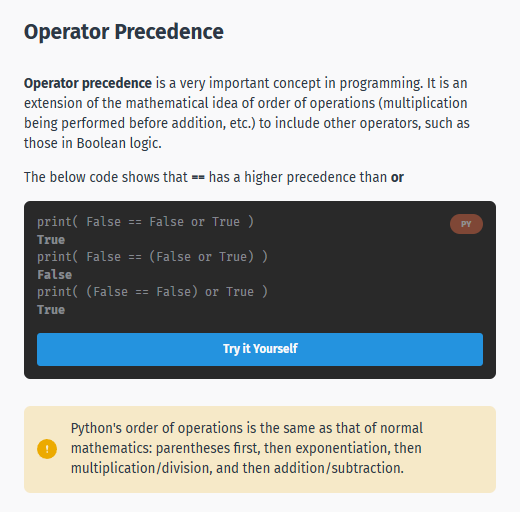 Operator Precedence
Operator precedence is a very important concept in programming. It is an
extension of the mathematical idea of order of operations (multiplication
being performed before addition, etc.) to include other operators, such as
those in Boolean logic.
The below code shows that == has a higher precedence than or
print( False == False or True )
PY
True
print( False == (False or True) )
False
print( (False == False) or True )
True
Try it Yourself
Python's order of operations is the same as that of normal
!
mathematics: parentheses first, then exponentiation, then
multiplication/division, and then addition/subtraction.